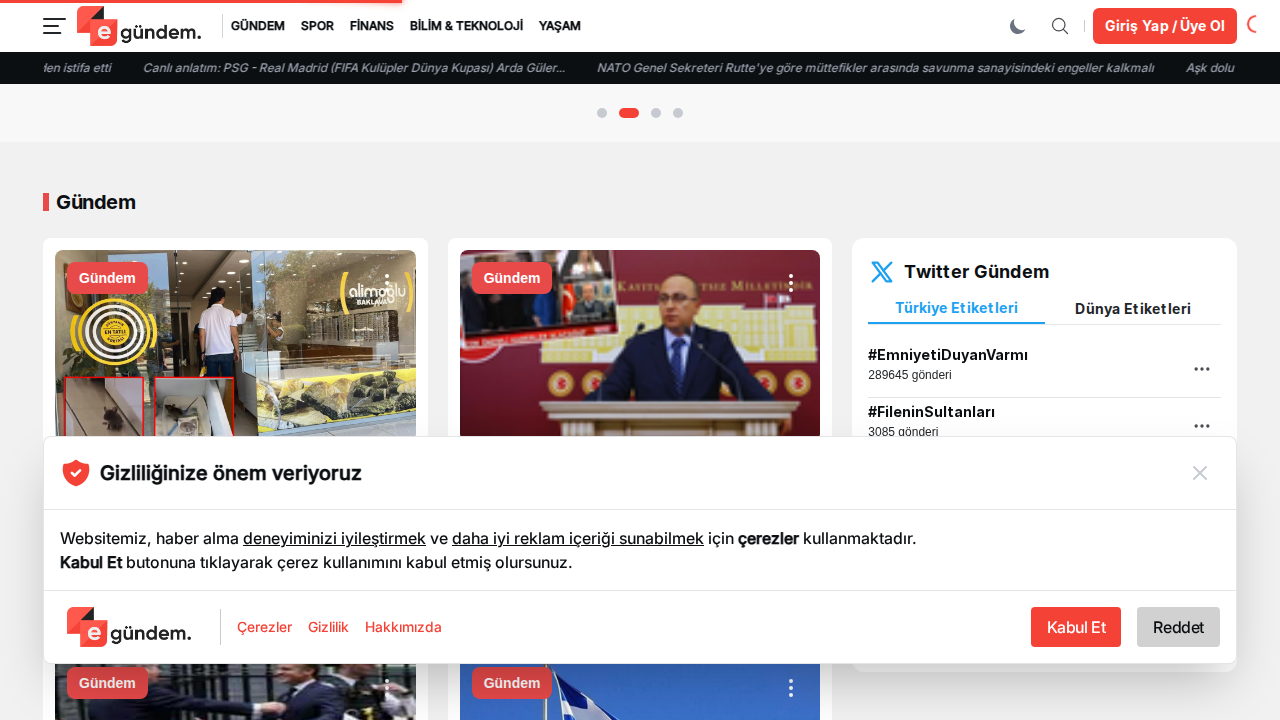 e gündem.
GÜNDEM SPOR FİNANS BİLİM & TEKNOLOJİ YAŞAM
Giriş Yap / Üye Ol
den istifa etti
Canlı anlatım: PSG - Real Madrid (FIFA Kulüpler Dünya Kupası) Arda Güler...
NATO Genel Sekreteri Rutte'ye göre müttefikler arasında savunma sanayisindeki engeller kalkmalı
Aşk dolu
Gündem
Gündem
alimoğlu
BAKLAVA
EN TATLI
Gündem
Twitter Gündem
Türkiye Etiketleri
Dünya Etiketleri
#EmniyetiDuyanVarmı
289645 gönderi
#FileninSultanları
3085 gönderi
Gizliliğinize önem veriyoruz
Websitemiz, haber alma deneyiminizi iyileştirmek ve daha iyi reklam içeriği sunabilmek için çerezler kullanmaktadır.
Kabul Et butonuna tıklayarak çerez kullanımını kabul etmiş olursunuz.
e gündem.
Çerezler Gizlilik Hakkımızda
Kabul Et
Reddet
Gündem
Gündem